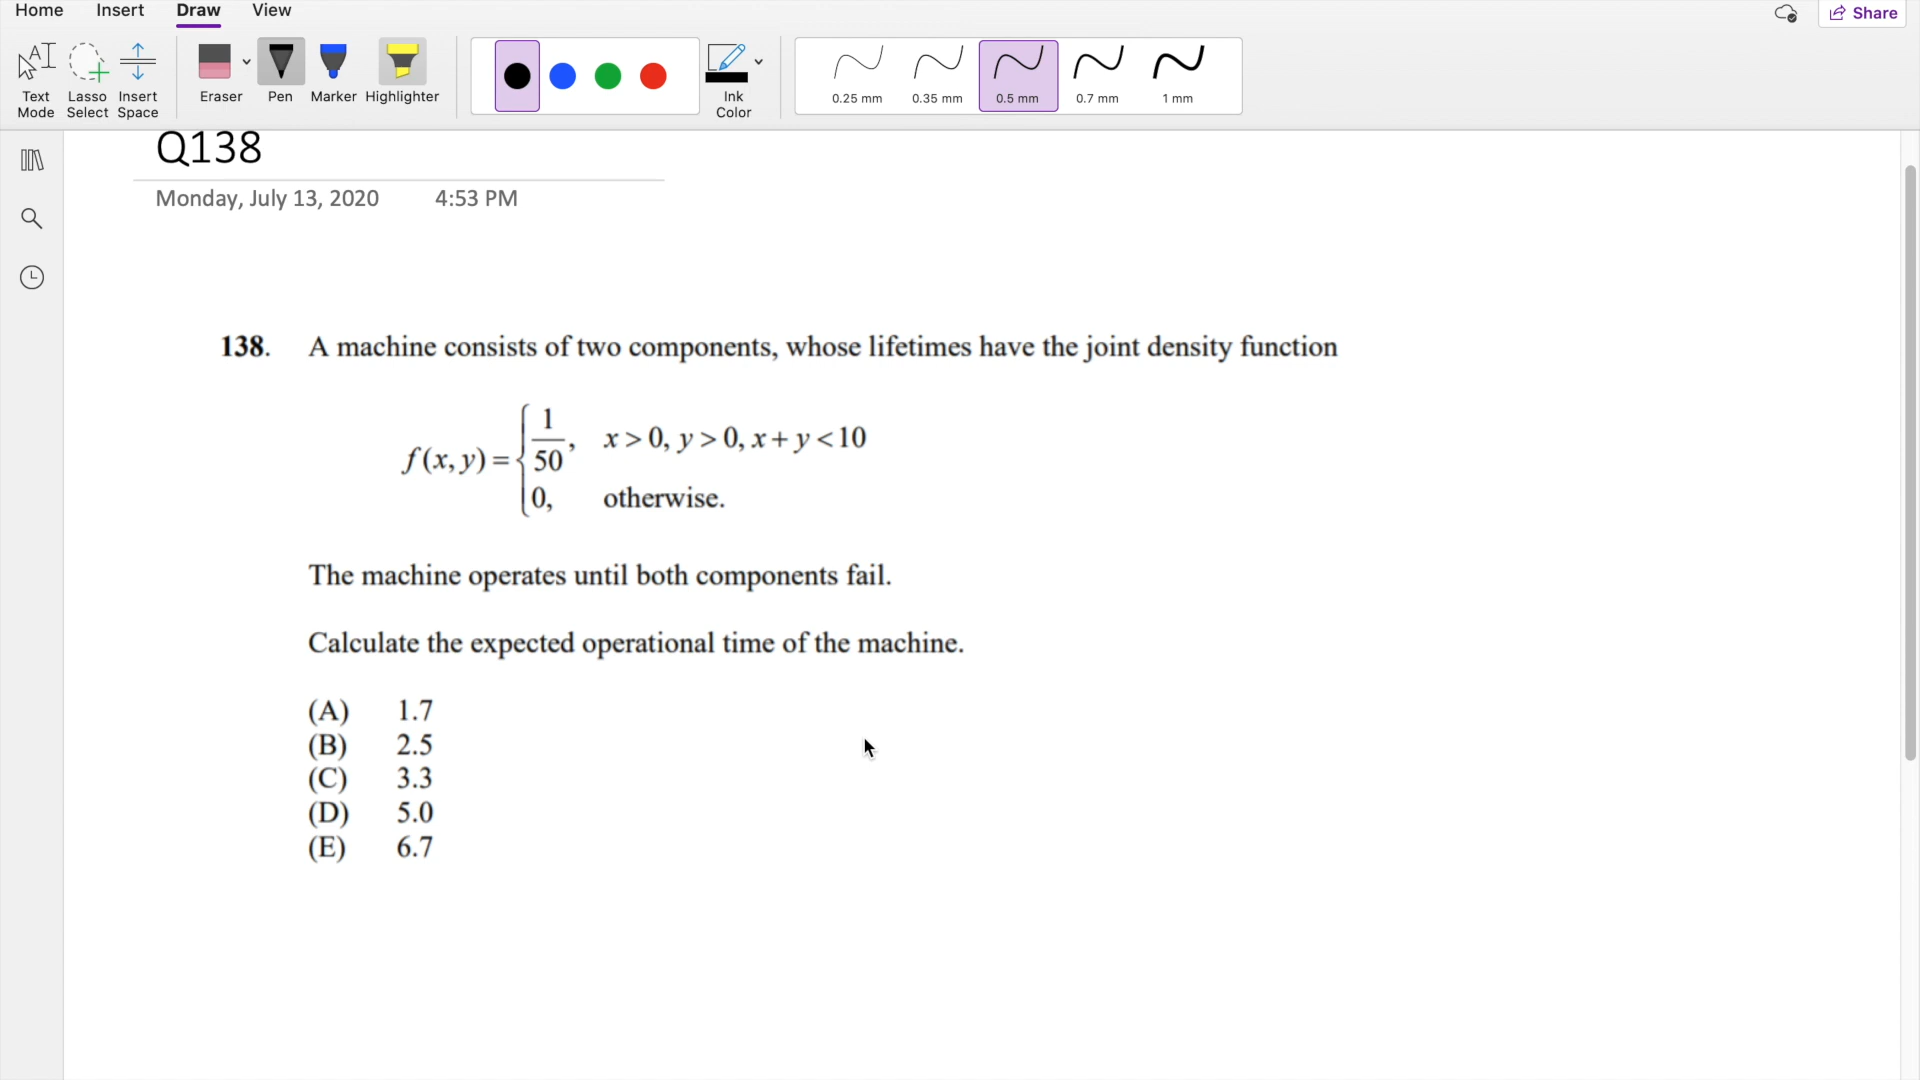 Home Insert Draw View
Share
Text Mode
Lasso Select
Insert Space
Eraser
Pen
Marker
Highlighter
Ink Color
0.25 mm
0.35 mm
0.5 mm
0.7 mm
1 mm
Q138
Monday, July 13, 2020 4:53 PM
138. A machine consists of two components, whose lifetimes have the joint density function
f(x, y) = { 1/50, x > 0, y > 0, x + y < 10
0, otherwise.
The machine operates until both components fail.
Calculate the expected operational time of the machine.
(A) 1.7
(B) 2.5
(C) 3.3
(D) 5.0
(E) 6.7